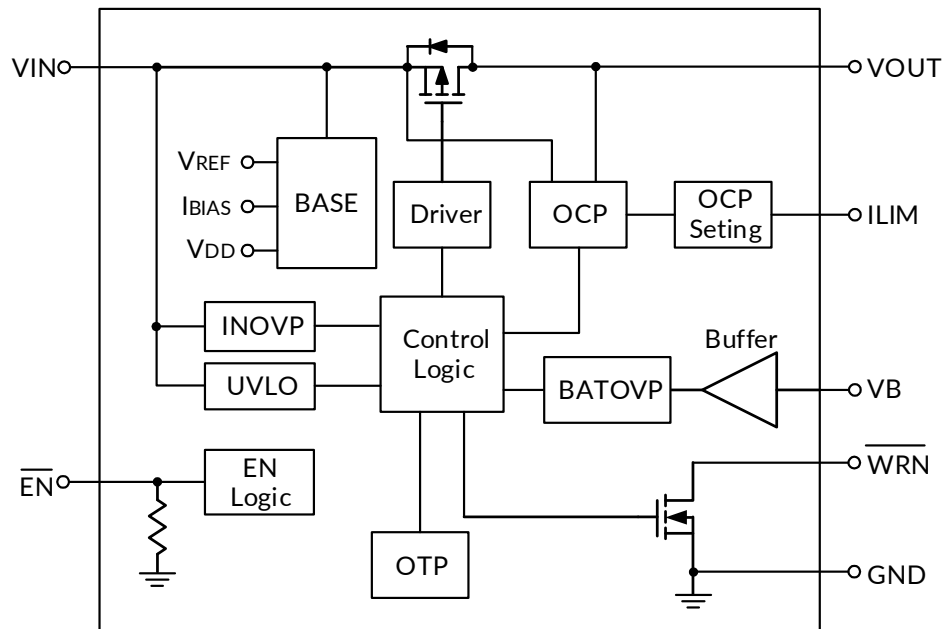 VIN
VOUT
VREF
IBIAS
VDD
BASE
Driver
OCP
OCP
Seting
ILIM
INOVP
Control
Logic
Buffer
UVLO
BATOVP
VB
EN
EN
Logic
WRN
OTP
GND